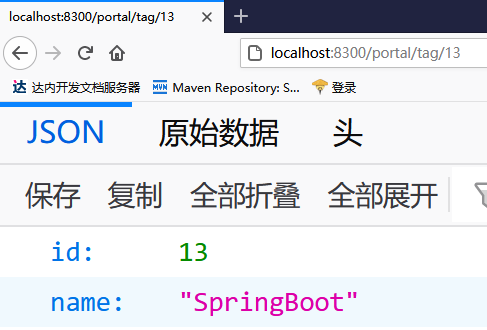 localhost:8300/portal/tag/13
localhost:8300/portal/tag/13
达内开发文档服务器 MVN Maven Repository: S... 登录
JSON 原始数据 头
保存 复制 全部折叠 全部展开
id: 13
name: "SpringBoot"